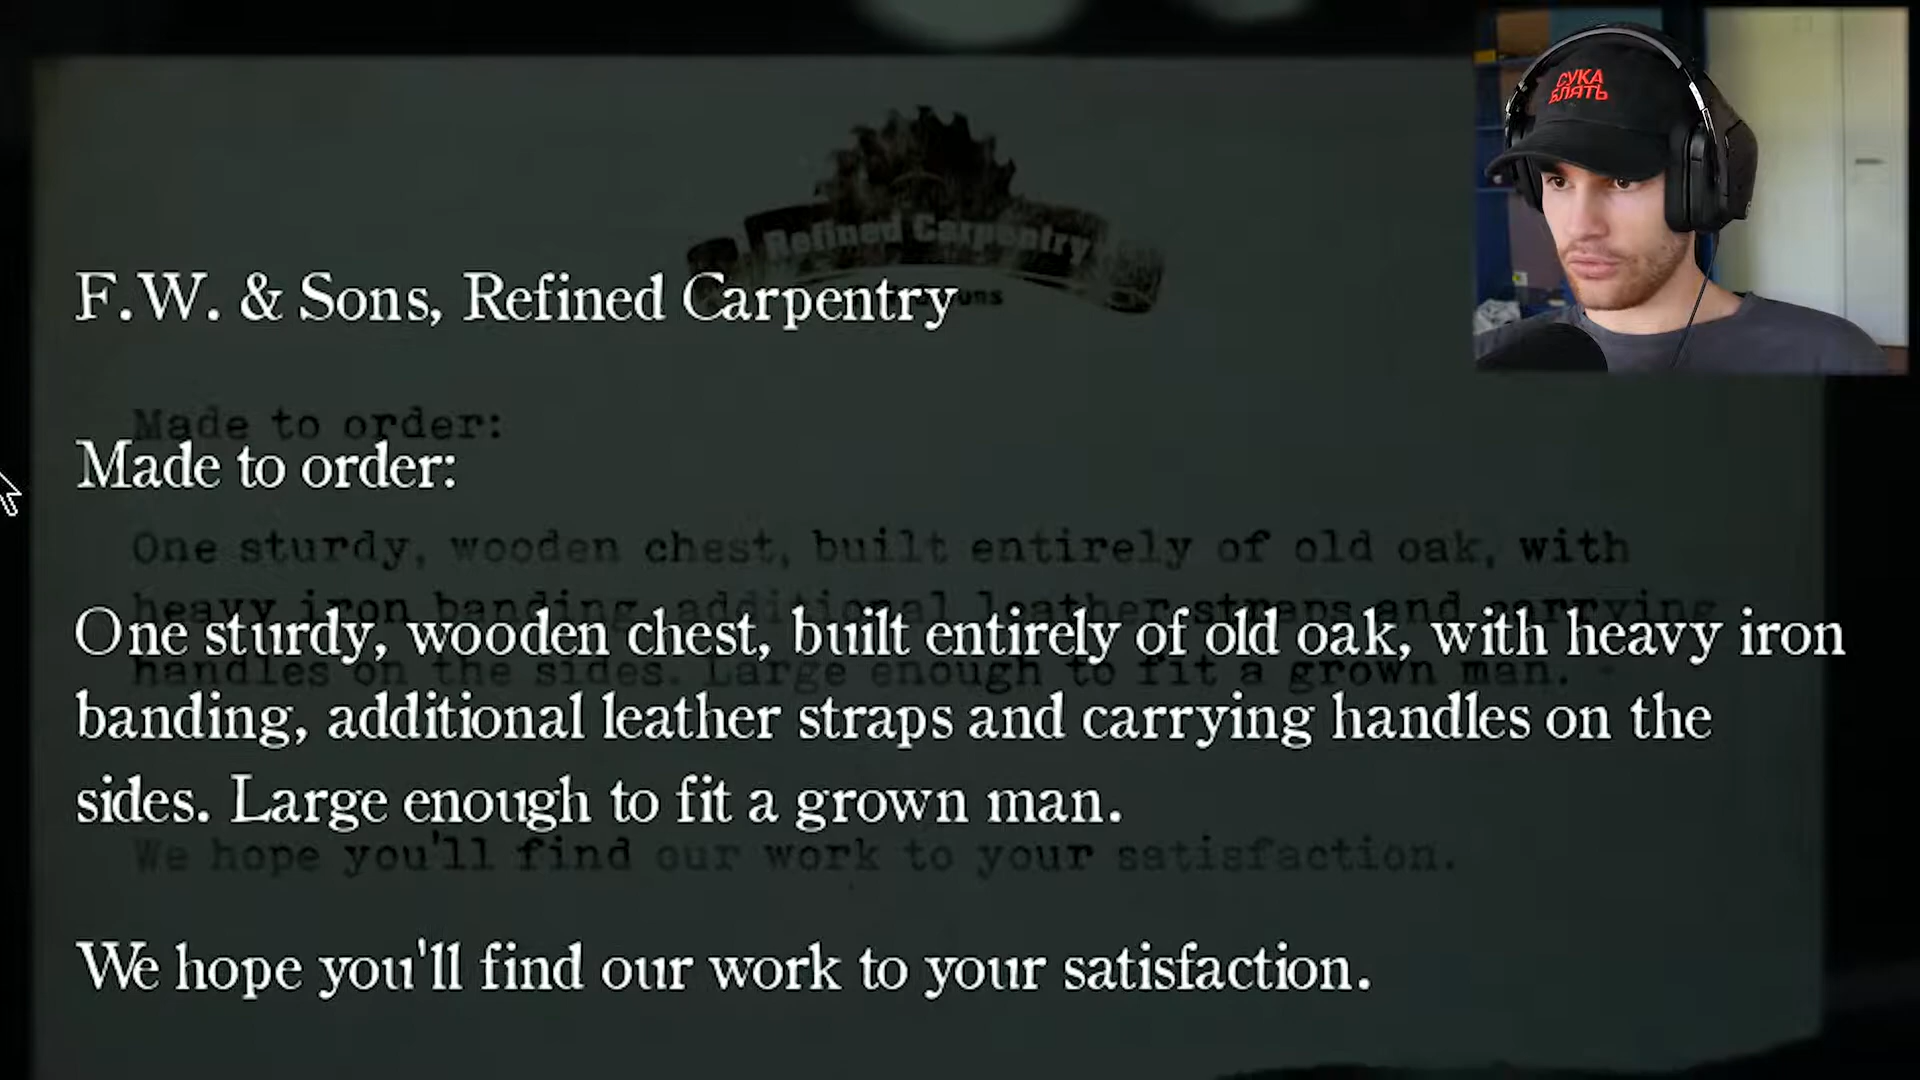 СУКА
БЛЯТЬ
Refined Carpentry
F.W. & Sons, Refined Carpentry
Made to order:
Made to order:
One sturdy, wooden chest, built entirely of old oak, with
heavy iron banding, additional leather straps and carrying
handles on the sides. Large enough to fit a grown man.
One sturdy, wooden chest, built entirely of old oak, with heavy iron
banding, additional leather straps and carrying handles on the
sides. Large enough to fit a grown man.
We hope you'll find our work to your satisfaction.
We hope you'll find our work to your satisfaction.